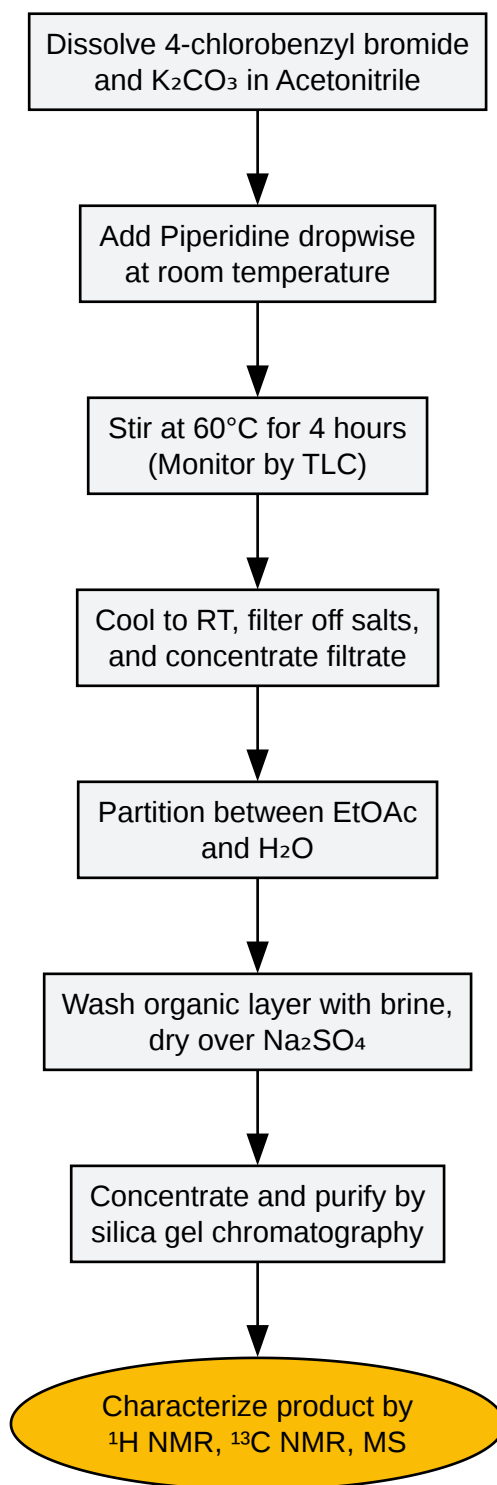 Dissolve 4-chlorobenzyl bromide
and K₂CO₃ in Acetonitrile
Add Piperidine dropwise
at room temperature
Stir at 60°C for 4 hours
(Monitor by TLC)
Cool to RT, filter off salts,
and concentrate filtrate
Partition between EtOAc
and H₂O
Wash organic layer with brine,
dry over Na₂SO₄
Concentrate and purify by
silica gel chromatography
Characterize product by
¹H NMR, ¹³C NMR, MS